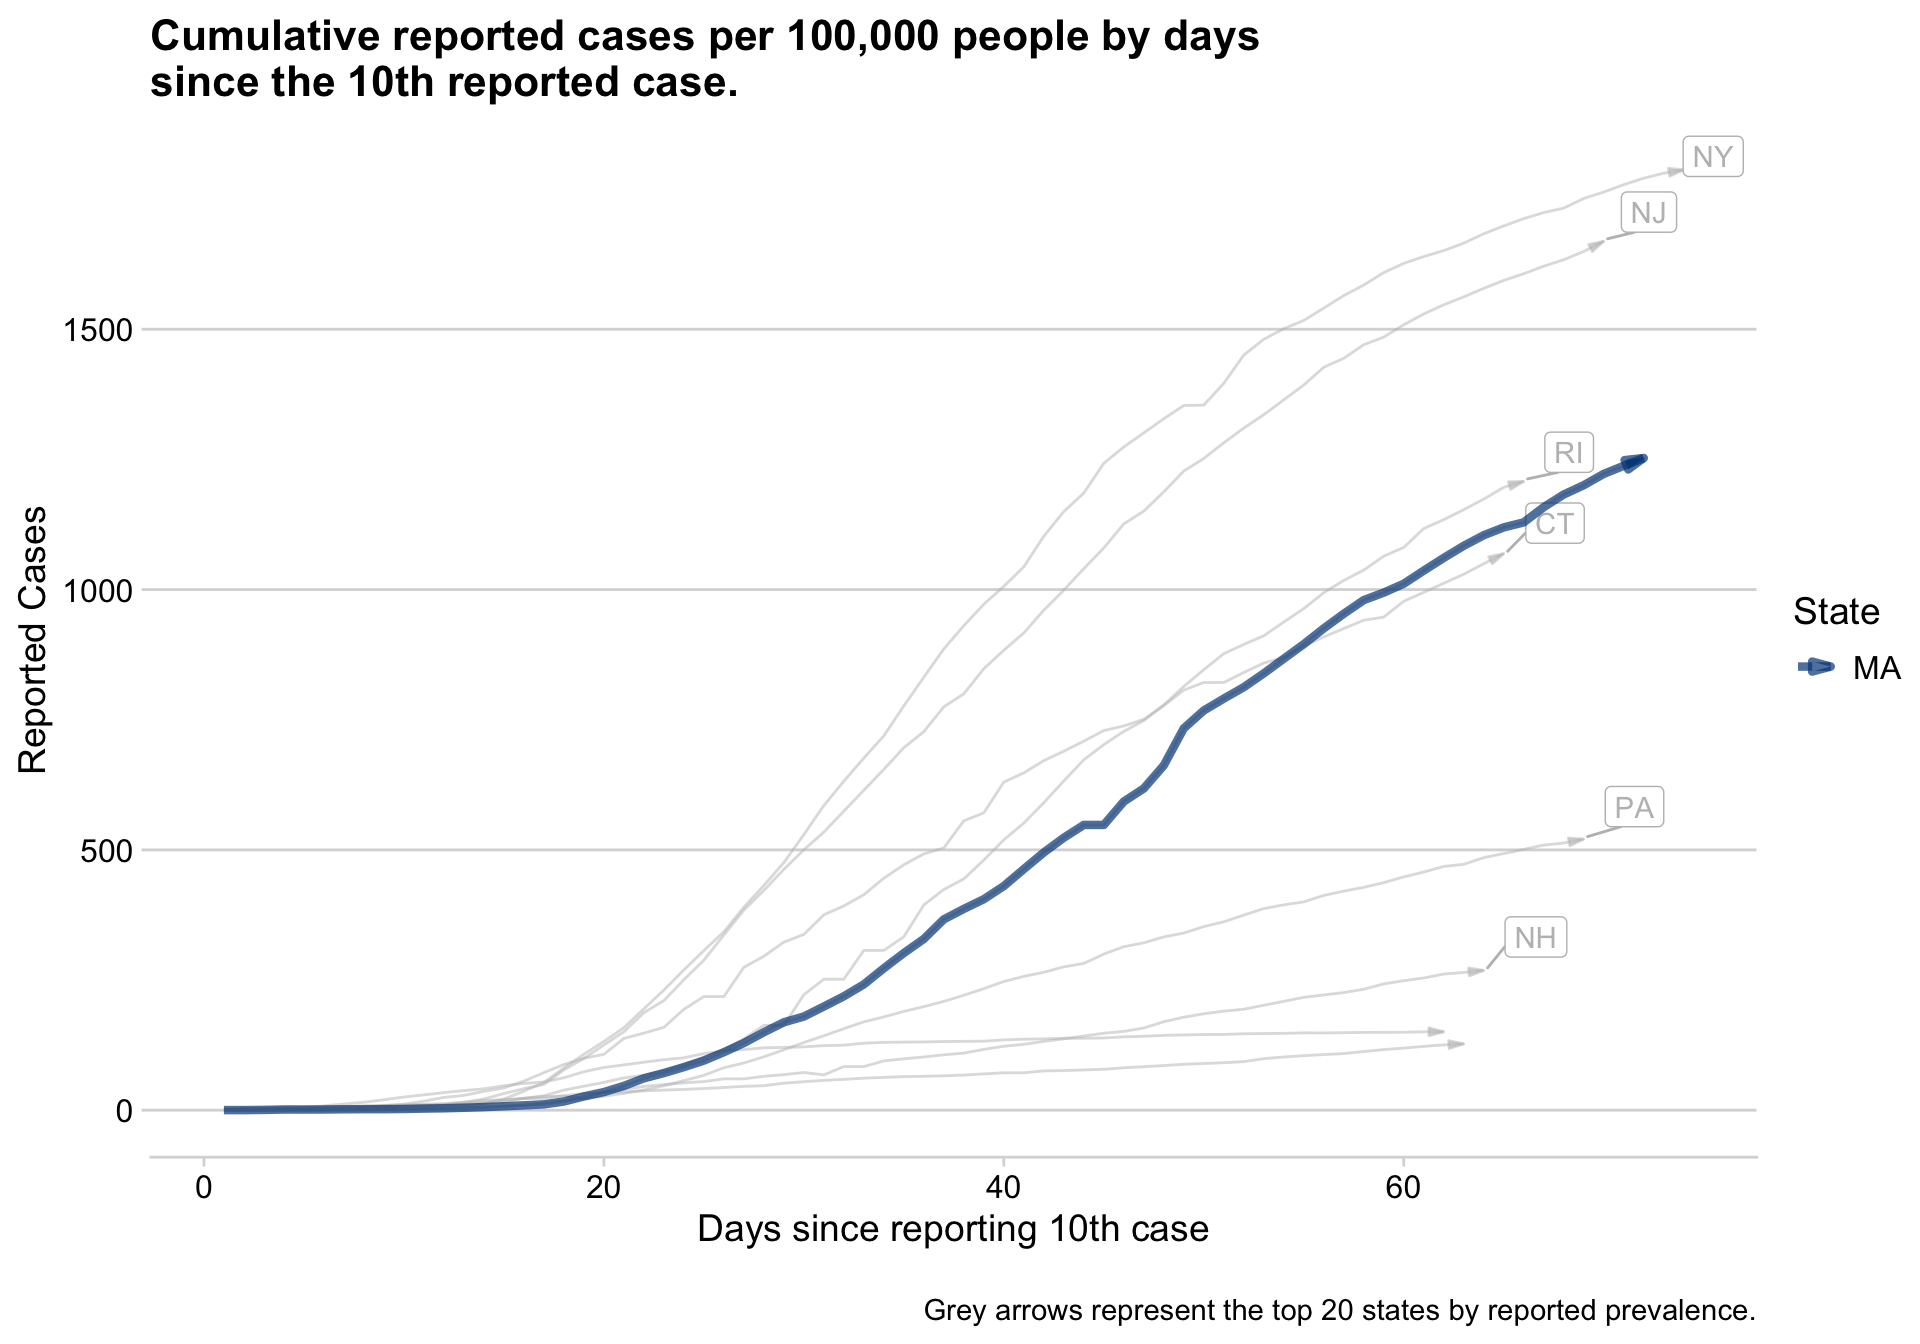 Cumulative reported cases per 100,000 people by days
since the 10th reported case.
NY
NJ
1500
RI
CT
Reported Cases
1000
State
MA
PA
500
NH
0
0 20 40 60
Days since reporting 10th case
Grey arrows represent the top 20 states by reported prevalence.